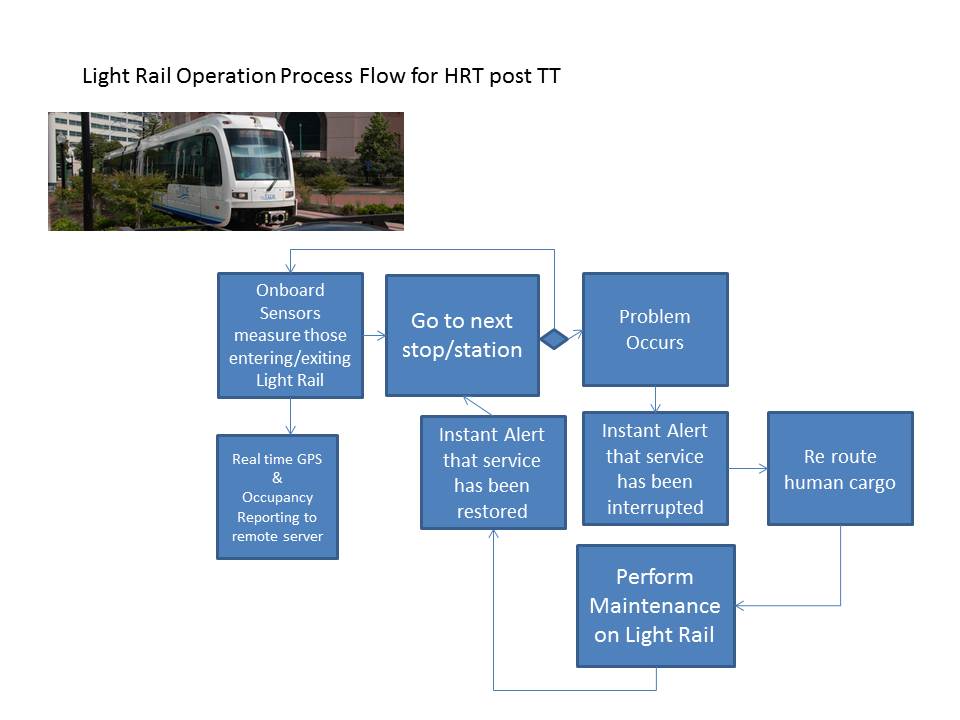 Light Rail Operation Process Flow for HRT post TT
Onboard
Sensors
measure those
entering/exiting
Light Rail
Go to next
stop/station
Problem
Occurs
Real time GPS
&
Occupancy
Reporting to
remote server
Instant Alert
that service
has been
restored
Instant Alert
that service
has been
interrupted
Re route
human cargo
Perform
Maintenance
on Light Rail